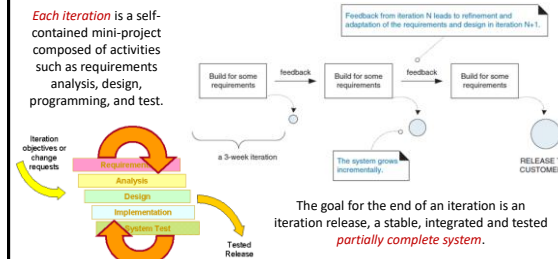 Each iteration is a self-
contained mini-project
composed of activities
such as requirements
analysis, design,
programming, and test.
Feedback from iteration N leads to refinement and
adaptation of the requirements and design in iteration N+1.
Build for some
requirements
feedback
Build for some
requirements
feedback
Build for some
requirements
a 3-week iteration
The system grows
incrementally.
RELEASE T
CUSTOME
Iteration
objectives or
change
requests
Requirement
Analysis
Design
Implementation
System Test
Tested
Release
The goal for the end of an iteration is an
iteration release, a stable, integrated and tested
partially complete system.